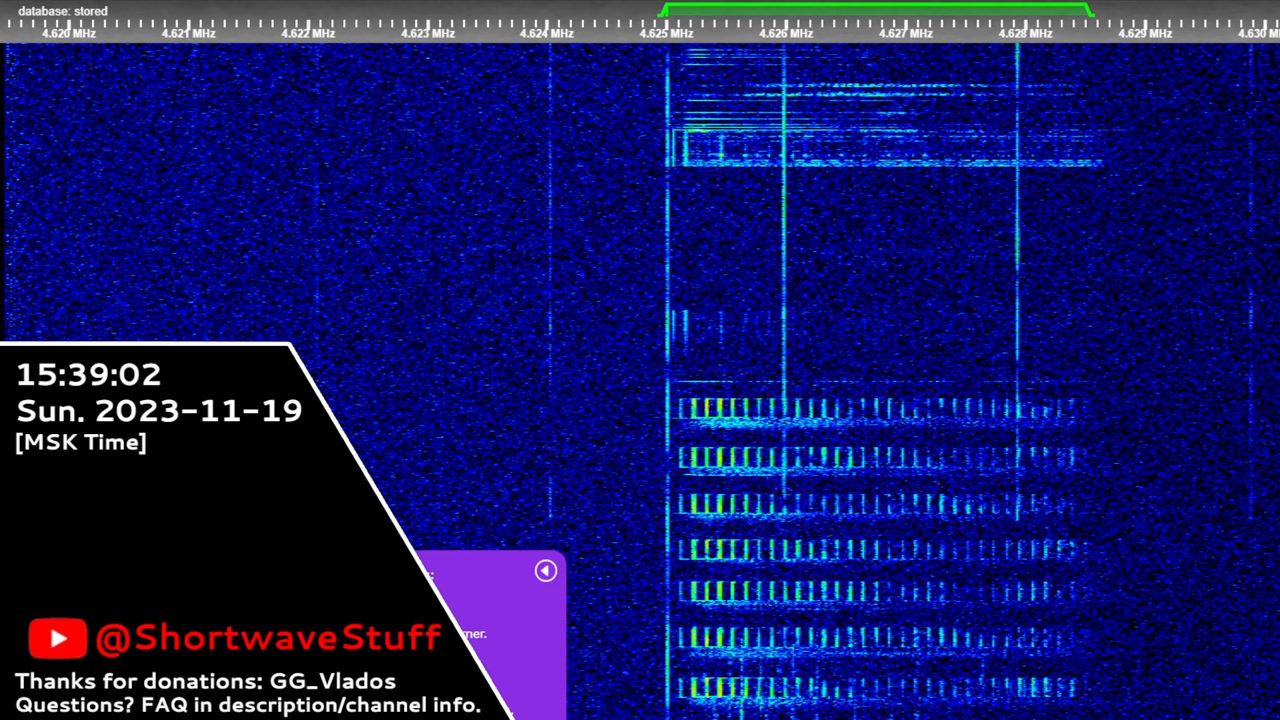 database: stored
4.620 MHz 4.621 MHz 4.622 MHz 4.623 MHz 4.624 MHz 4.625 MHz 4.626 MHz 4.627 MHz 4.628 MHz 4.629 MHz 4.630 M
15:39:02
Sun. 2023-11-19
[MSK Time]
@ShortwaveStuff
Thanks for donations: GG_Vlados
Questions? FAQ in description/channel info.